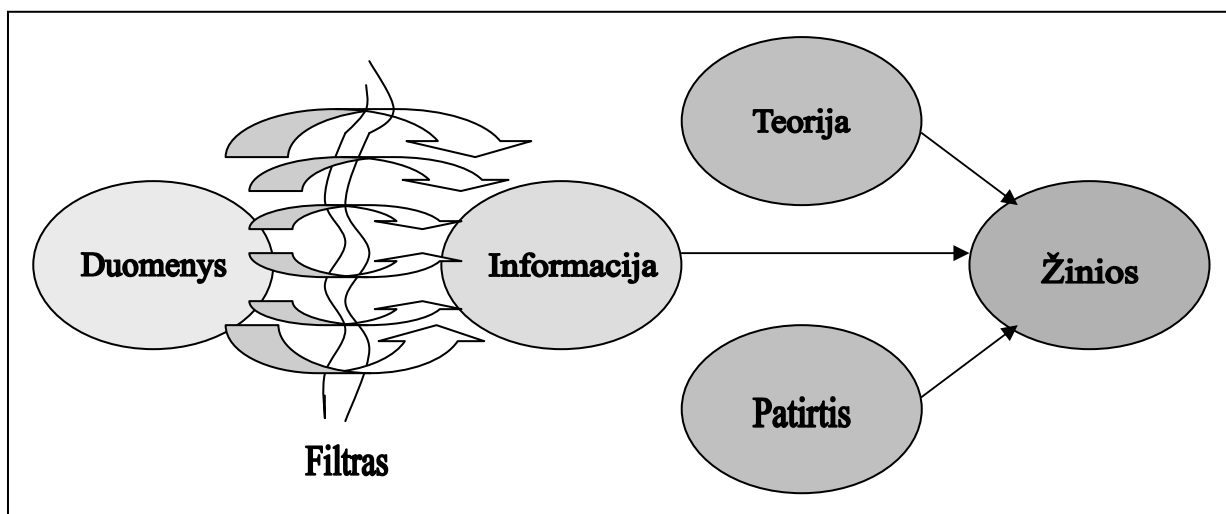 Teorija
Duomenys
Informacija
Žinios
Patirtis
Filtras